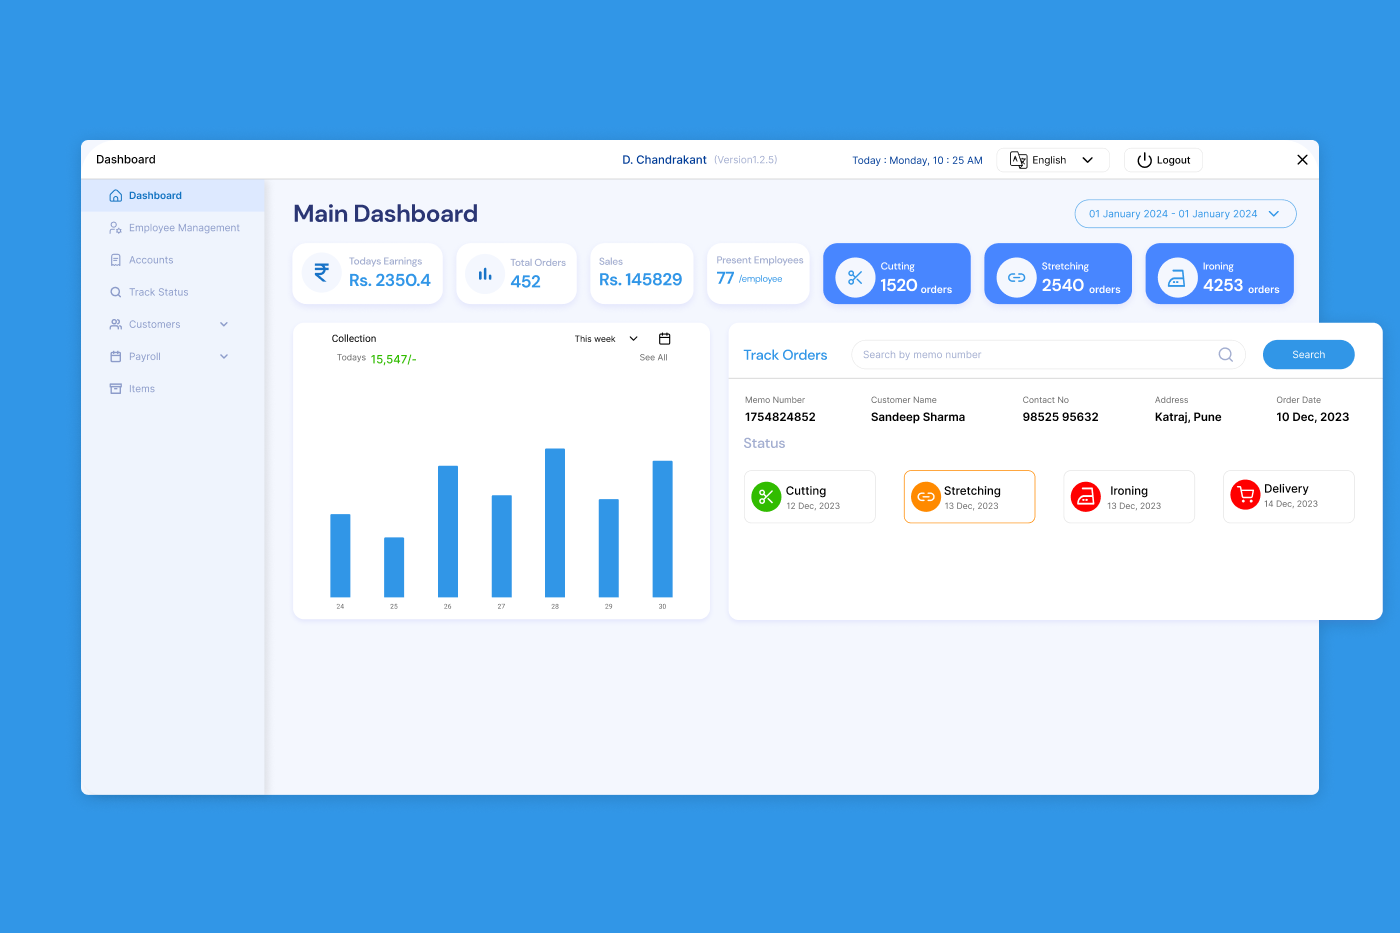 Dashboard
D. Chandrakant (Version1.2.5)
Today : Monday, 10 : 25 AM
English
Logout
Dashboard
Employee Management
Accounts
Track Status
Customers
Payroll
Items
Main Dashboard
01 January 2024 - 01 January 2024
Todays Earnings
Rs. 2350.4
Total Orders
452
Sales
Rs. 145829
Present Employees
77 /employee
Cutting
1520 orders
Stretching
2540 orders
Ironing
4253 orders
Collection
This week
Todays 15,547/-
See All
24 25 26 27 28 29 30
Track Orders
Search by memo number
Search
Memo Number
1754824852
Customer Name
Sandeep Sharma
Contact No
98525 95632
Address
Katraj, Pune
Order Date
10 Dec, 2023
Status
Cutting
12 Dec, 2023
Stretching
13 Dec, 2023
Ironing
13 Dec, 2023
Delivery
14 Dec, 2023